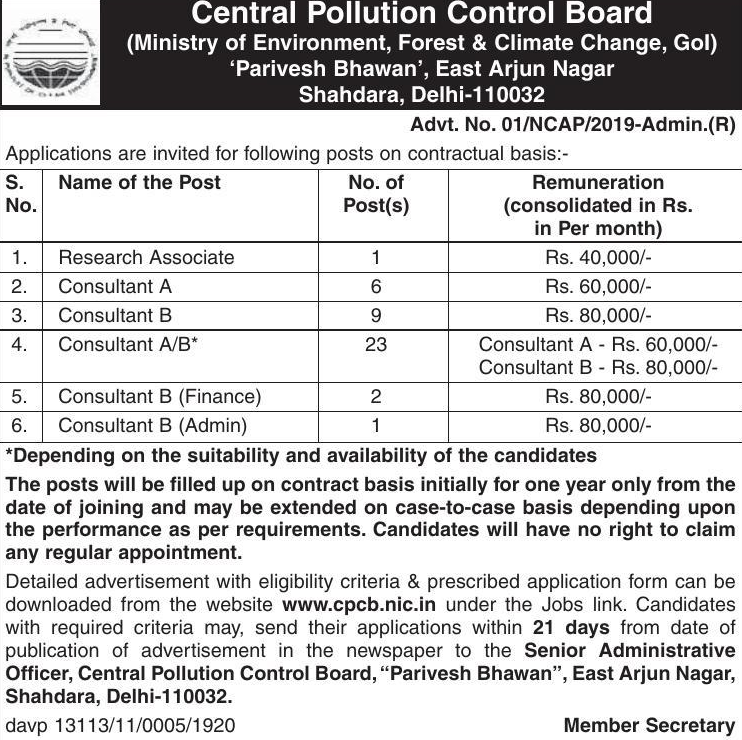 Central Pollution Control Board
(Ministry of Environment, Forest & Climate Change, GoI)
‘Parivesh Bhawan’, East Arjun Nagar
Shahdara, Delhi-110032
Advt. No. 01/NCAP/2019-Admin.(R)
Applications are invited for following posts on contractual basis:-
S. No. Name of the Post No. of Post(s) Remuneration (consolidated in Rs. in Per month)
1. Research Associate 1 Rs. 40,000/-
2. Consultant A 6 Rs. 60,000/-
3. Consultant B 9 Rs. 80,000/-
4. Consultant A/B* 23 Consultant A - Rs. 60,000/-
Consultant B - Rs. 80,000/-
5. Consultant B (Finance) 2 Rs. 80,000/-
6. Consultant B (Admin) 1 Rs. 80,000/-
*Depending on the suitability and availability of the candidates
The posts will be filled up on contract basis initially for one year only from the
date of joining and may be extended on case-to-case basis depending upon
the performance as per requirements. Candidates will have no right to claim
any regular appointment.
Detailed advertisement with eligibility criteria & prescribed application form can be
downloaded from the website www.cpcb.nic.in under the Jobs link. Candidates
with required criteria may, send their applications within 21 days from date of
publication of advertisement in the newspaper to the Senior Administrative
Officer, Central Pollution Control Board, “Parivesh Bhawan”, East Arjun Nagar,
Shahdara, Delhi-110032.
davp 13113/11/0005/1920 Member Secretary